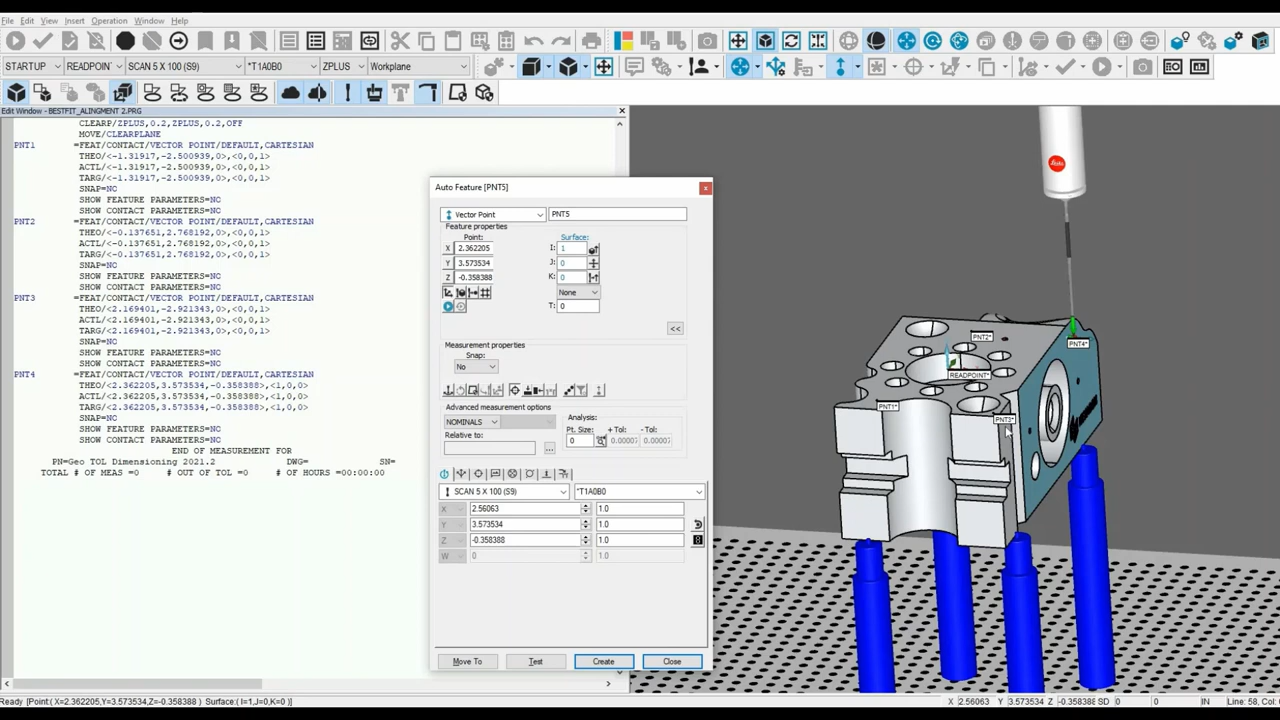 File Edit View Insert Operation Window Help
STARTUP READPOIN SCAN 5 X 100 (S9) *T1A0B0 ZPLUS Workplane
Edit Window - BESTFIT_ALINGMENT 2.PRG
CLEARP/ZPLUS,0.2,ZPLUS,0.2,OFF
MOVE/CLEARPLANE
PNT1 =FEAT/CONTACT/VECTOR POINT/DEFAULT,CARTESIAN
THEO/<-1.31917,-2.500939,0>,<0,0,1>
ACTL/<-1.31917,-2.500939,0>,<0,0,1>
TARG/<-1.31917,-2.500939,0>,<0,0,1>
SNAP=NO
SHOW FEATURE PARAMETERS=NO
SHOW CONTACT PARAMETERS=NO
PNT2 =FEAT/CONTACT/VECTOR POINT/DEFAULT,CARTESIAN
THEO/<-0.137651,2.768192,0>,<0,0,1>
ACTL/<-0.137651,2.768192,0>,<0,0,1>
TARG/<-0.137651,2.768192,0>,<0,0,1>
SNAP=NO
SHOW FEATURE PARAMETERS=NO
SHOW CONTACT PARAMETERS=NO
PNT3 =FEAT/CONTACT/VECTOR POINT/DEFAULT,CARTESIAN
THEO/<2.169401,-2.921343,0>,<0,0,1>
ACTL/<2.169401,-2.921343,0>,<0,0,1>
TARG/<2.169401,-2.921343,0>,<0,0,1>
SNAP=NO
SHOW FEATURE PARAMETERS=NO
SHOW CONTACT PARAMETERS=NO
PNT4 =FEAT/CONTACT/VECTOR POINT/DEFAULT,CARTESIAN
THEO/<2.362205,3.573534,-0.358388>,<1,0,0>
ACTL/<2.362205,3.573534,-0.358388>,<1,0,0>
TARG/<2.362205,3.573534,-0.358388>,<1,0,0>
SNAP=NO
SHOW FEATURE PARAMETERS=NO
SHOW CONTACT PARAMETERS=NO
END OF MEASUREMENT FOR
PN=Geo TOL Dimensioning 2021.2 DWG= SN=
TOTAL # OF MEAS =0 # OUT OF TOL =0 # OF HOURS =00:00:00
Auto Feature [PNT5]
Vector Point PNT5
Feature properties
Point: Surface:
X 2.362205 I: 1
Y 3.573534 J: 0
Z -0.358388 K: 0
None
T: 0
<<
Measurement properties
Snap:
No
Advanced measurement options
NOMINALS
Relative to:
Analysis:
Pt. Size: + Tol: - Tol:
0 0.00007 0.00007
SCAN 5 X 100 (S9) *T1A0B0
X 2.56063 1.0
Y 3.573534 1.0
Z -0.358388 1.0
W 0 1.0
Move To Test Create Close
PNT2*
PNT4*
READPOINT*
PNT1*
PNT3*
Ready [Point:( X=2.362205,Y=3.573534,Z=-0.358388 ) Surface:( I=1,J=0,K=0 )] X 2.56063 Y 3.573534 Z -0.358388 SD 0 0 IN Line: 58, Col: